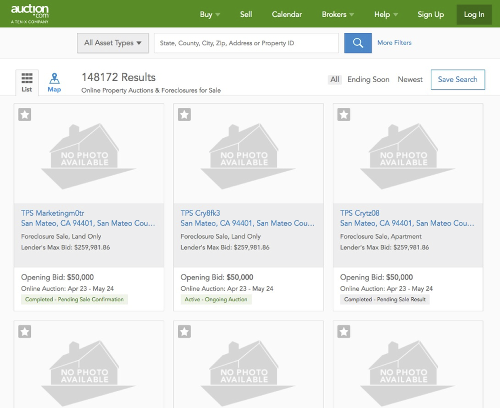 auction
.com
A TEN-X COMPANY
Buy Sell Calendar Brokers Help Sign Up Log In
All Asset Types State, County, City, Zip, Address or Property ID More Filters
List Map 148172 Results All Ending Soon Newest Save Search
Online Property Auctions & Foreclosures for Sale
NO PHOTO AVAILABLE NO PHOTO AVAILABLE NO PHOTO AVAILABLE
TPS Marketingm0tr TPS Cry8fk3 TPS Crytz08
San Mateo, CA 94401, San Mateo Cou... San Mateo, CA 94401, San Mateo Cou... San Mateo, CA 94401, San Mateo Cou...
Foreclosure Sale, Land Only Foreclosure Sale, Land Only Foreclosure Sale, Apartment
Lender's Max Bid: $259,981.86 Lender's Max Bid: $259,981.86 Lender's Max Bid: $259,981.86
Opening Bid: $50,000 Opening Bid: $50,000 Opening Bid: $50,000
Online Auction: Apr 23 - May 24 Online Auction: Apr 23 - May 24 Online Auction: Apr 23 - May 24
Completed - Pending Sale Confirmation Active - Ongoing Auction Completed - Pending Sale Result
NO PHOTO AVAILABLE NO PHOTO AVAILABLE NO PHOTO AVAILABLE